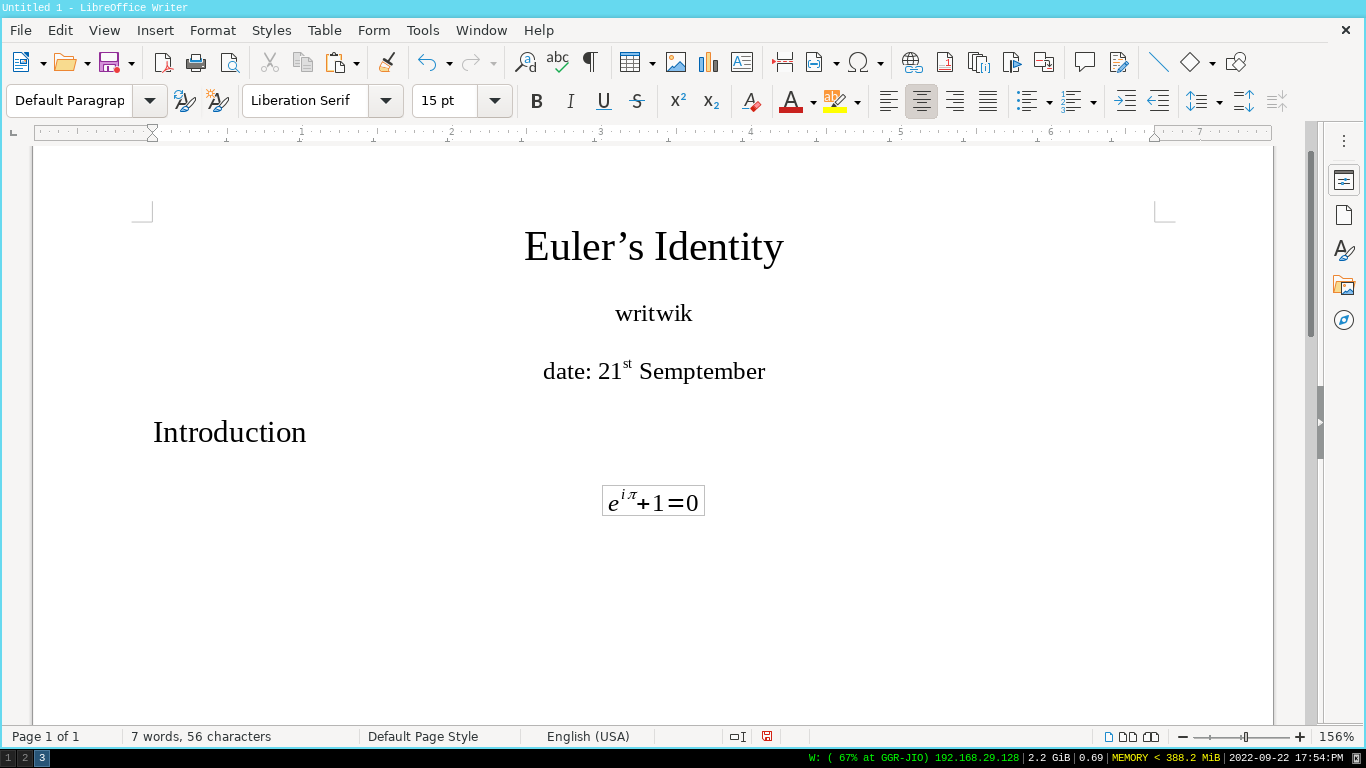 Untitled 1 - LibreOffice Writer
File Edit View Insert Format Styles Table Form Tools Window Help
Default Paragrap Liberation Serif 15 pt
1 2 3 4 5 6 7
Euler’s Identity
writwik
date: 21st Semptember
Introduction
e^{iπ}+1=0
Page 1 of 1 7 words, 56 characters Default Page Style English (USA) 156%
1 2 3 W: ( 67% at GGR-JIO) 192.168.29.128|2.2 GiB|0.69|MEMORY < 388.2 MiB|2022-09-22 17:54:PM